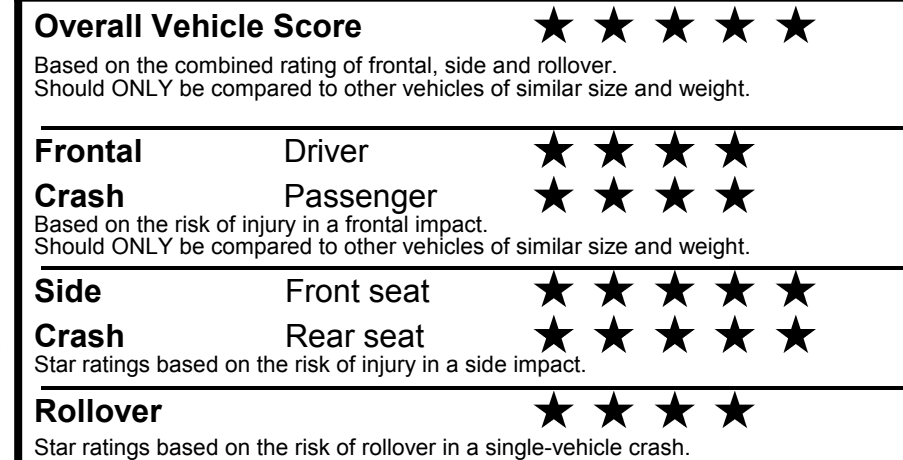 Overall Vehicle Score ★ ★ ★ ★ ★
Based on the combined rating of frontal, side and rollover.
Should ONLY be compared to other vehicles of similar size and weight.
Frontal Driver ★ ★ ★ ★
Crash Passenger ★ ★ ★ ★
Based on the risk of injury in a frontal impact.
Should ONLY be compared to other vehicles of similar size and weight.
Side Front seat ★ ★ ★ ★ ★
Crash Rear seat ★ ★ ★ ★ ★
Star ratings based on the risk of injury in a side impact.
Rollover ★ ★ ★ ★
Star ratings based on the risk of rollover in a single-vehicle crash.